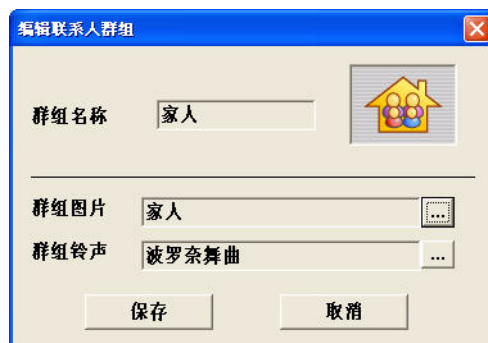 编辑联系人群组
群组名称 家人
群组图片 家人 ...
群组铃声 波罗奈舞曲 ...
保存 取消